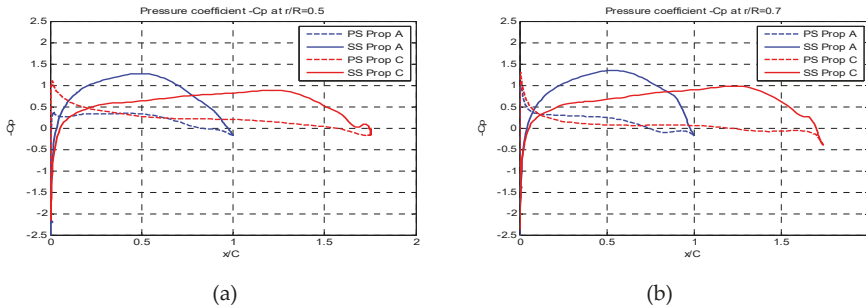 Pressure coefficient -Cp at r/R=0.5
2.5
2
1.5
1
0.5
0
-0.5
-1
-1.5
-2
2.5
-Cp
PS Prop A
SS Prop A
PS Prop C
SS Prop C
0
0.5
1
1.5
2
x/C
(a)
Pressure coefficient -Cp at r/R=0.7
2.5
2
1.5
1
0.5
0
-0.5
-1
-1.5
-2
2.5
-Cp
PS Prop A
SS Prop A
PS Prop C
SS Prop C
0
0.5
1
1.5
x/C
(b)